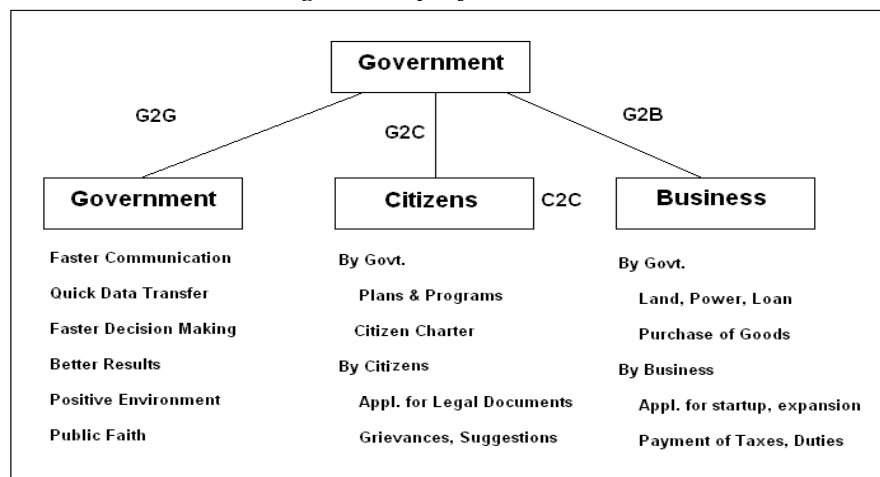 Government
G2G
G2C
G2B
Government
Citizens
C2C
Business
Faster Communication
Quick Data Transfer
Faster Decision Making
Better Results
Positive Environment
Public Faith
By Govt.
Plans & Programs
Citizen Charter
By Citizens
Appl. for Legal Documents
Grievances, Suggestions
By Govt.
Land, Power, Loan
Purchase of Goods
By Business
Appl. for startup, expansion
Payment of Taxes, Duties